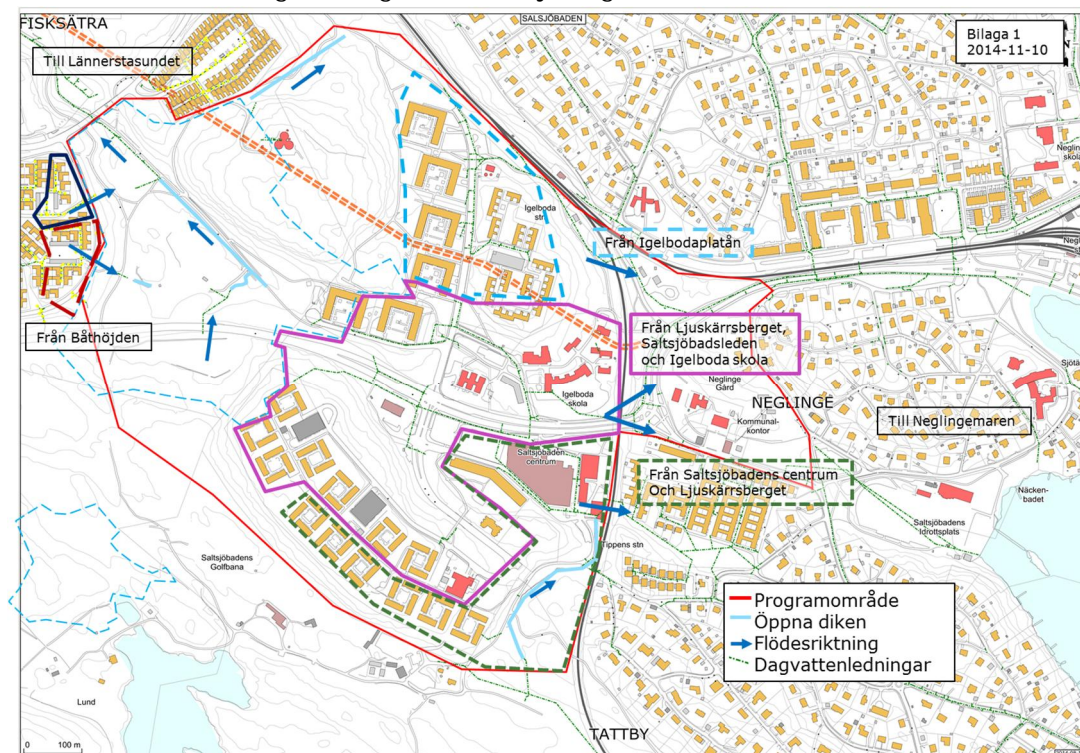 FISKSÄTRA
SALSJÖBADEN
Bilaga 1
2014-11-10
Till Lännerstasundet
Igelboda
str
Från Igelbodaplatån
Från Båthöjden
Från Ljuskärrsberget,
Saltsjöbadsleden
och Igelboda skola
Neglinge
Gård
Igelboda
skola
NEGLINGE
Kommunal-
kontor
Till Neglingemaren
Saltsjöbaden
centrum
Från Saltsjöbadens centrum
Och Ljuskärrsberget
Näcken-
badet
Saltsjöbadens
Idrottsplats
Tippens stn
Saltsjöbadens
Golfbana
Programområde
Öppna diken
Flödesriktning
Dagvattenledningar
Lund
TATTBY
0 100 m